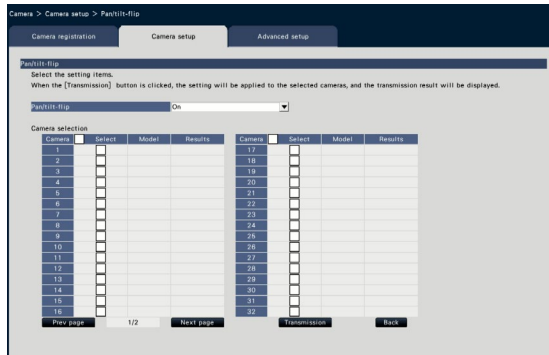 Camera > Camera setup > Pan/tilt-flip
Camera registration Camera setup Advanced setup
Pan/tilt-flip
Select the setting items.
When the [Transmission] button is clicked, the setting will be applied to the selected cameras, and the transmission result will be displayed.
Pan/tilt-flip On
Camera selection
Camera Select Model Results Camera Select Model Results
1 17
2 18
3 19
4 20
5 21
6 22
7 23
8 24
9 25
10 26
11 27
12 28
13 29
14 30
15 31
16 32
Prev page 1/2 Next page Transmission Back